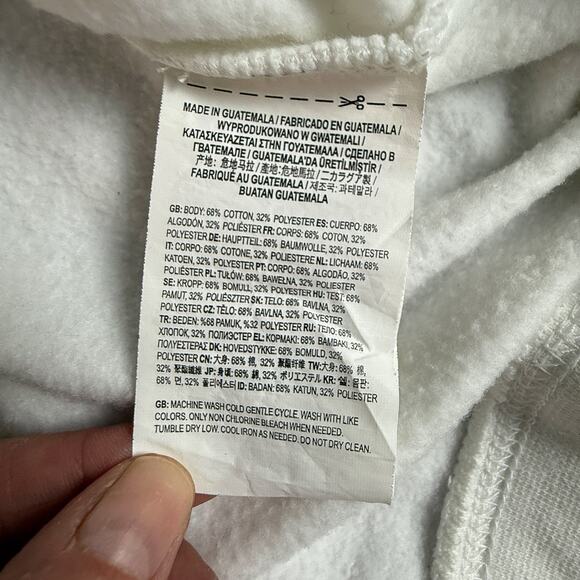 MADE IN GUATEMALA / FABRICADO EN GUATEMALA /
WYPRODUKOWANO W GWATEMALI /
ΚΑΤΑΣΚΕΥΑΖΕΤΑΙ ΣΤΗΝ ΓΟΥΑΤΕΜΑΛΑ / СДЕЛАНО В
ГВАТЕМАЛЕ / GUATEMALA'DA ÜRETİLMİŞTİR /
产地: 危地马拉 / 產地: 危地馬拉 / 二カラグア製 /
FABRIQUÉ AU GUATEMALA / 제조국: 과테말라 /
BUATAN GUATEMALA
GB: BODY: 68% COTTON, 32% POLYESTER ES: CUERPO: 68%
ALGODÓN, 32% POLIÉSTER FR: CORPS: 68% COTON, 32%
POLYESTER DE: HAUPTTEIL: 68% BAUMWOLLE, 32% POLYESTER
IT: CORPO: 68% COTONE, 32% POLIESTERE NL: LICHAAM: 68%
KATOEN, 32% POLYESTER PT: CORPO: 68% ALGODÃO, 32%
POLIÉSTER PL: TUŁÓW: 68% BAWEŁNA, 32% POLIESTER
SE: KROPP: 68% BOMULL, 32% POLYESTER HU: TEST: 68%
PAMUT, 32% POLIÉSZTER SK: TELO: 68% BAVLNA, 32%
POLYESTER CZ: TĚLO: 68% BAVLNA, 32% POLYESTER
TR: BEDEN: %68 PAMUK, %32 POLYESTER RU: ТЕЛО: 68%
ХЛОПОК, 32% ПОЛИЭСТЕР EL: ΚΟΡΜΑΚΙ: 68% ΒΑΜΒΑΚΙ, 32%
ΠΟΛΥΕΣΤΕΡΑΣ DK: HOVEDSTYKKE: 68% BOMULD, 32%
POLYESTER CN: 大身: 68% 棉, 32% 聚酯纤维 TW: 大身: 68% 棉,
32% 聚酯纖維 JP: 身頃: 68% 綿, 32% ポリエステル KR: 겉: 몸판:
68% 면, 32% 폴리에스터 ID: BADAN: 68% KATUN, 32% POLIESTER
GB: MACHINE WASH COLD GENTLE CYCLE. WASH WITH LIKE
COLORS. ONLY NON CHLORINE BLEACH WHEN NEEDED.
TUMBLE DRY LOW. COOL IRON AS NEEDED. DO NOT DRY CLEAN.